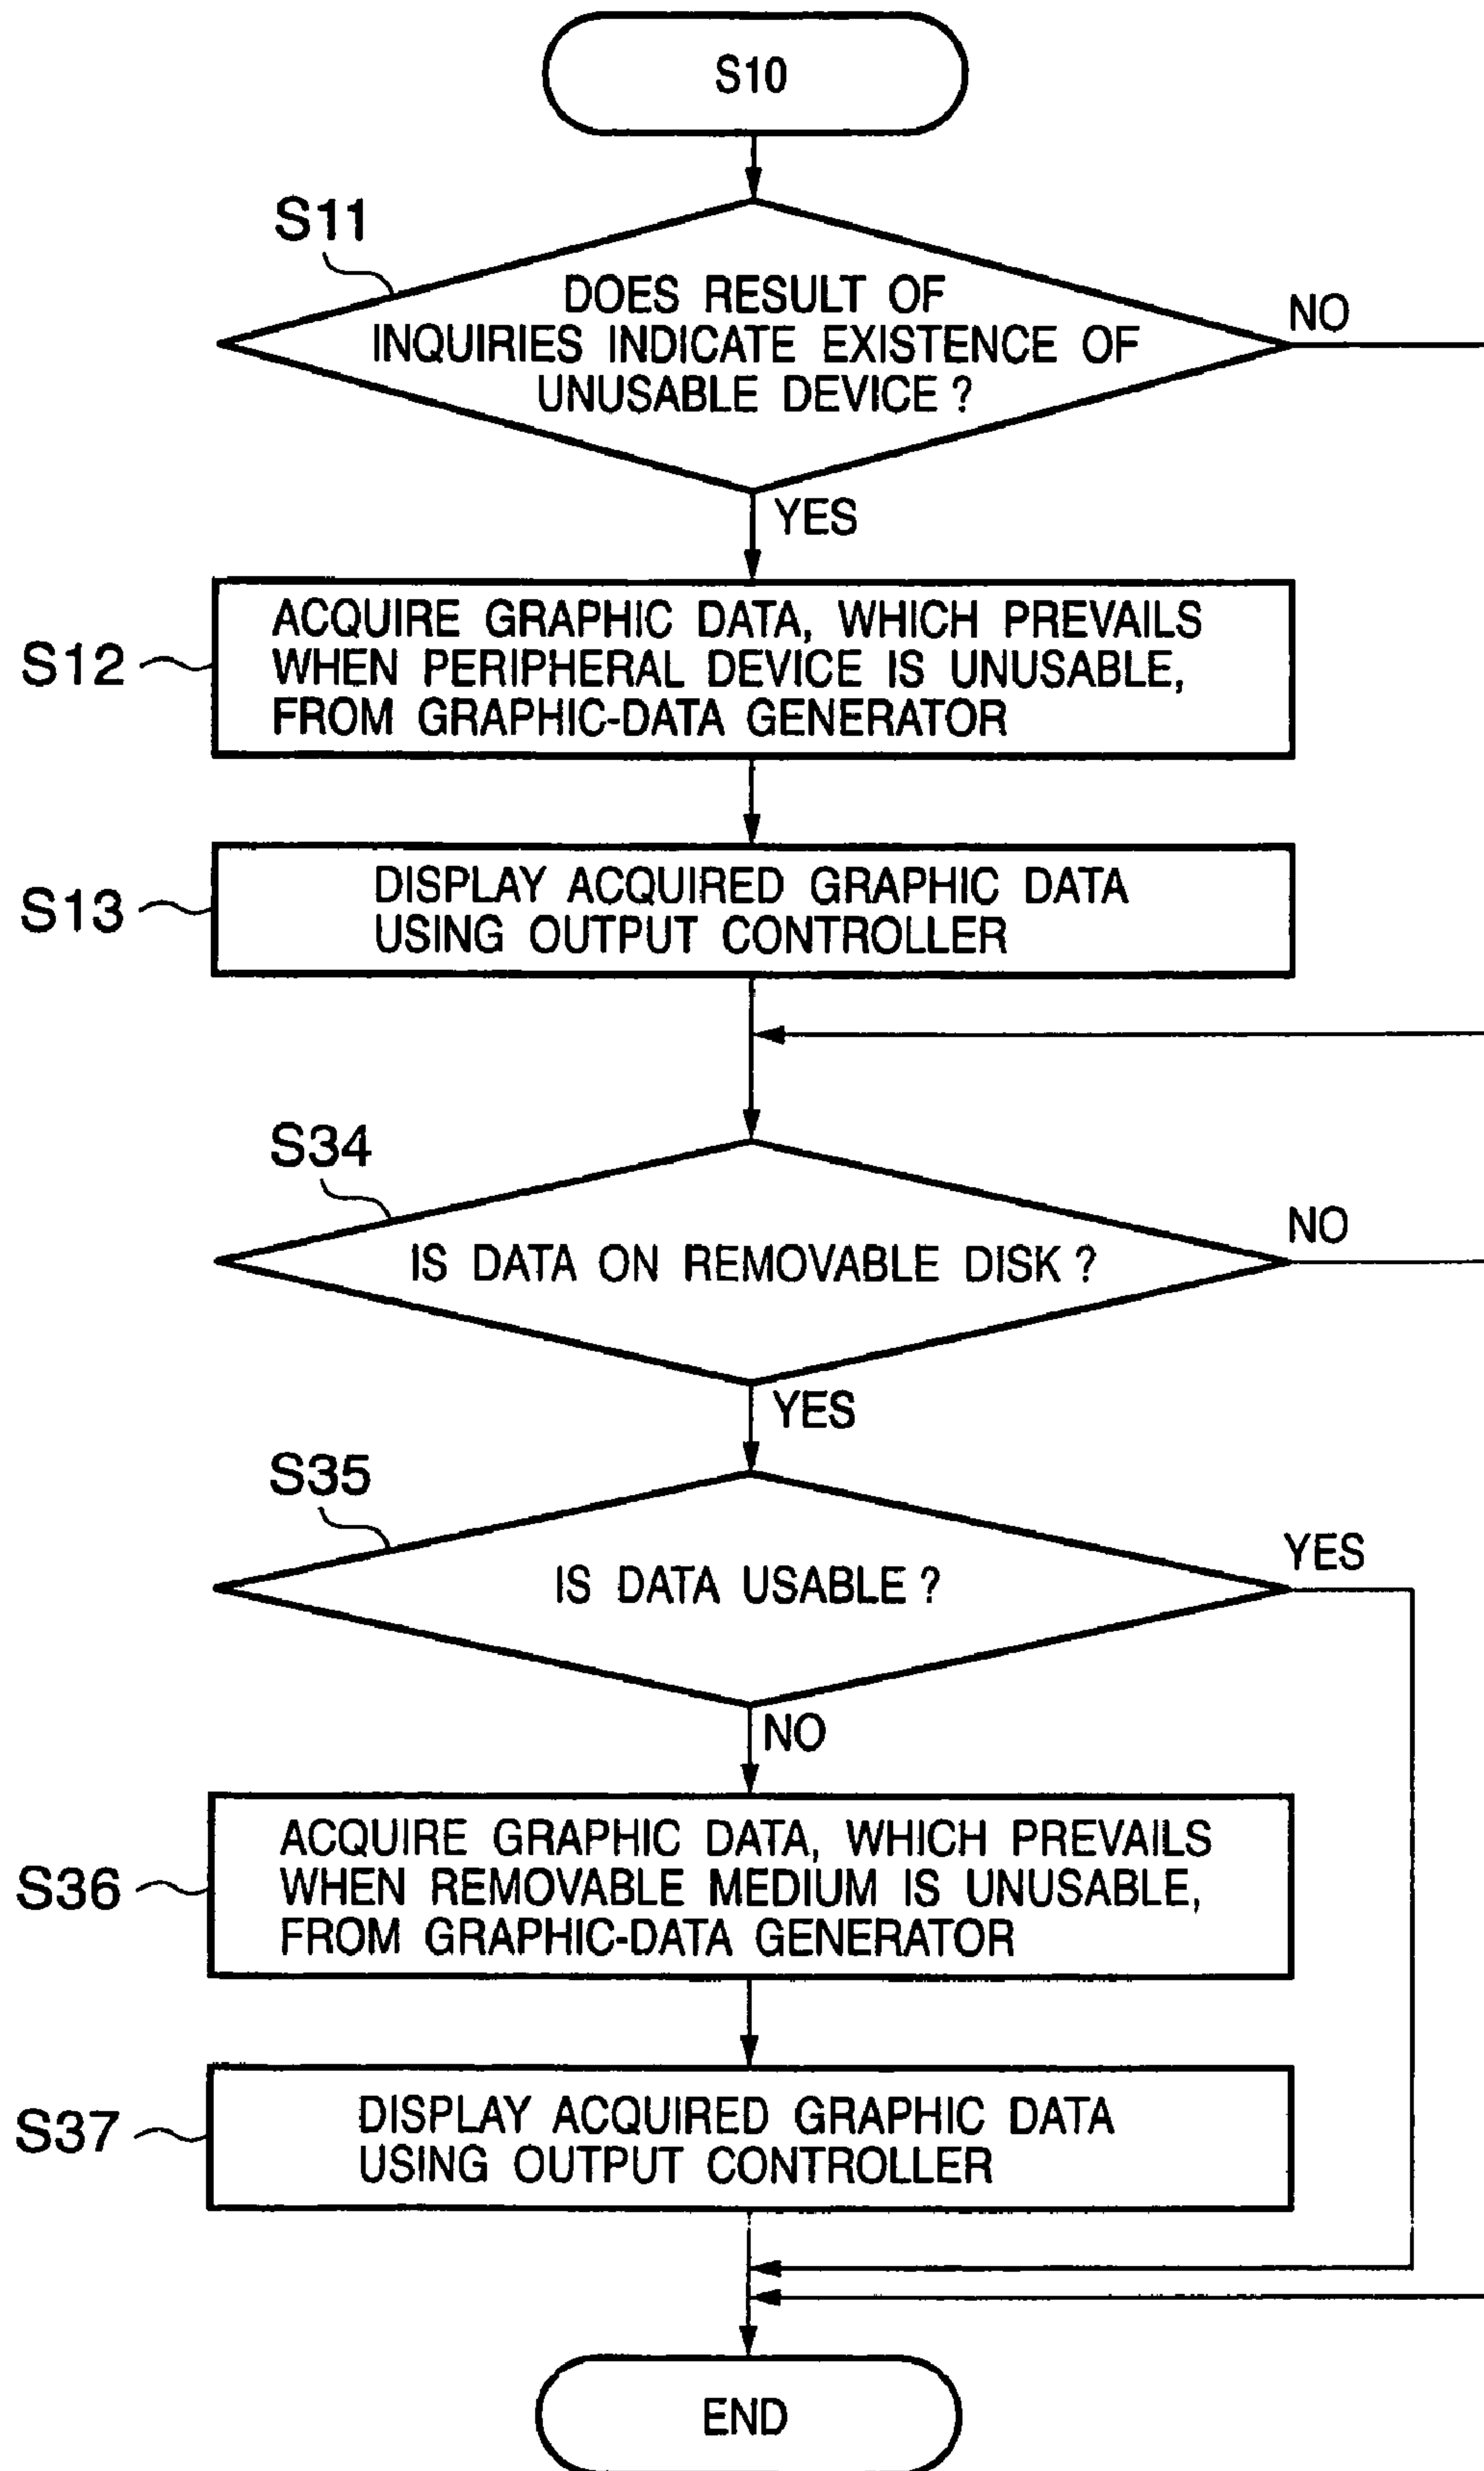 S10
S11
DOES RESULT OF
INQUIRIES INDICATE EXISTENCE OF
UNUSABLE DEVICE ?
NO
YES
S12
ACQUIRE GRAPHIC DATA, WHICH PREVAILS
WHEN PERIPHERAL DEVICE IS UNUSABLE,
FROM GRAPHIC-DATA GENERATOR
S13
DISPLAY ACQUIRED GRAPHIC DATA
USING OUTPUT CONTROLLER
S34
IS DATA ON REMOVABLE DISK ?
NO
YES
S35
IS DATA USABLE ?
YES
NO
S36
ACQUIRE GRAPHIC DATA, WHICH PREVAILS
WHEN REMOVABLE MEDIUM IS UNUSABLE,
FROM GRAPHIC-DATA GENERATOR
S37
DISPLAY ACQUIRED GRAPHIC DATA
USING OUTPUT CONTROLLER
END